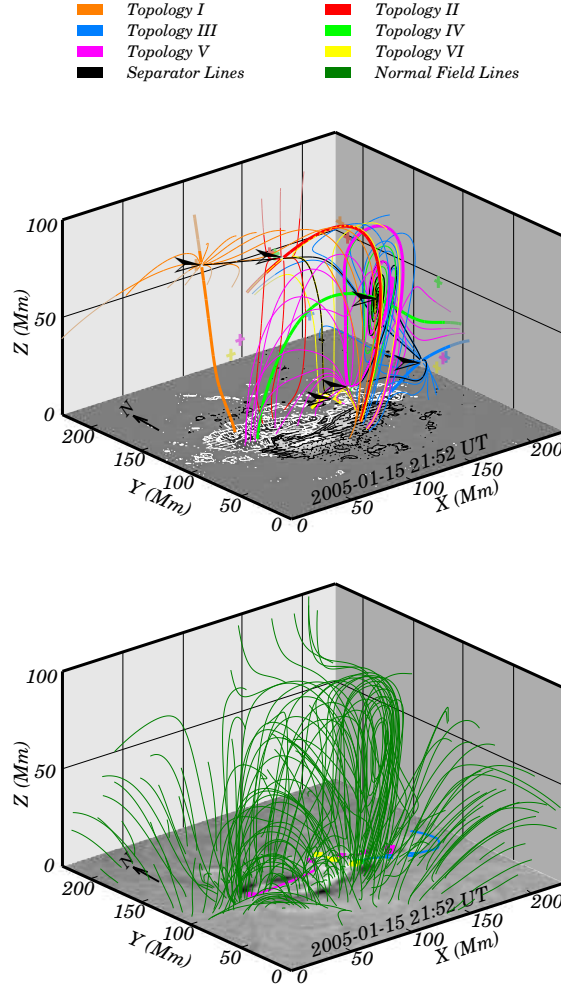 Topology I Topology II
Topology III Topology IV
Topology V Topology VI
Separator Lines Normal Field Lines
100
50
0
Z (Mm)
N
200
150
100
50
0
Y (Mm)
2005-01-15 21:52 UT
0
50
100
150
200
X (Mm)
100
50
0
Z (Mm)
N
200
150
100
50
0
Y (Mm)
2005-01-15 21:52 UT
0
50
100
150
200
X (Mm)